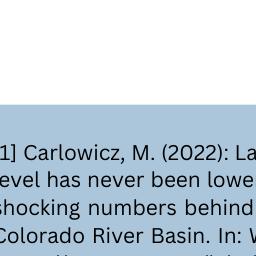 1] Carlowicz, M. (2022): La
evel has never been lowe
shocking numbers behind
Colorado River Basin. In: W